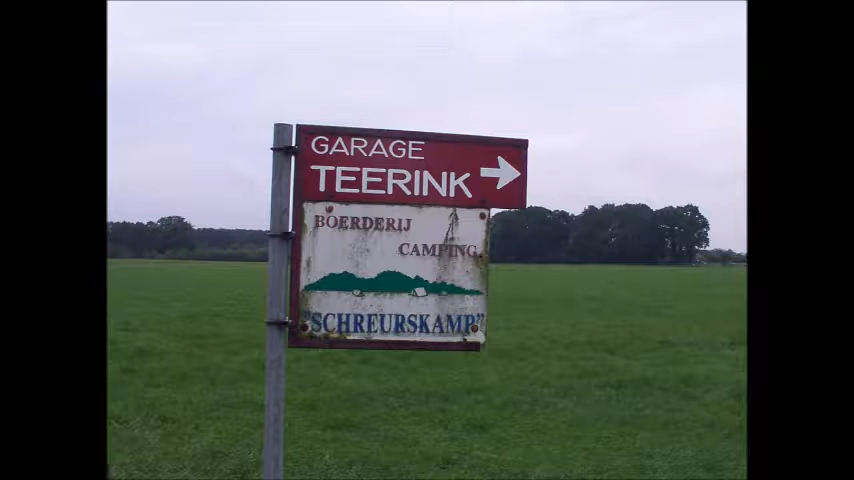 GARAGE
TEERINK
BOERDERIJ
CAMPING
"SCHREURSKAMP"